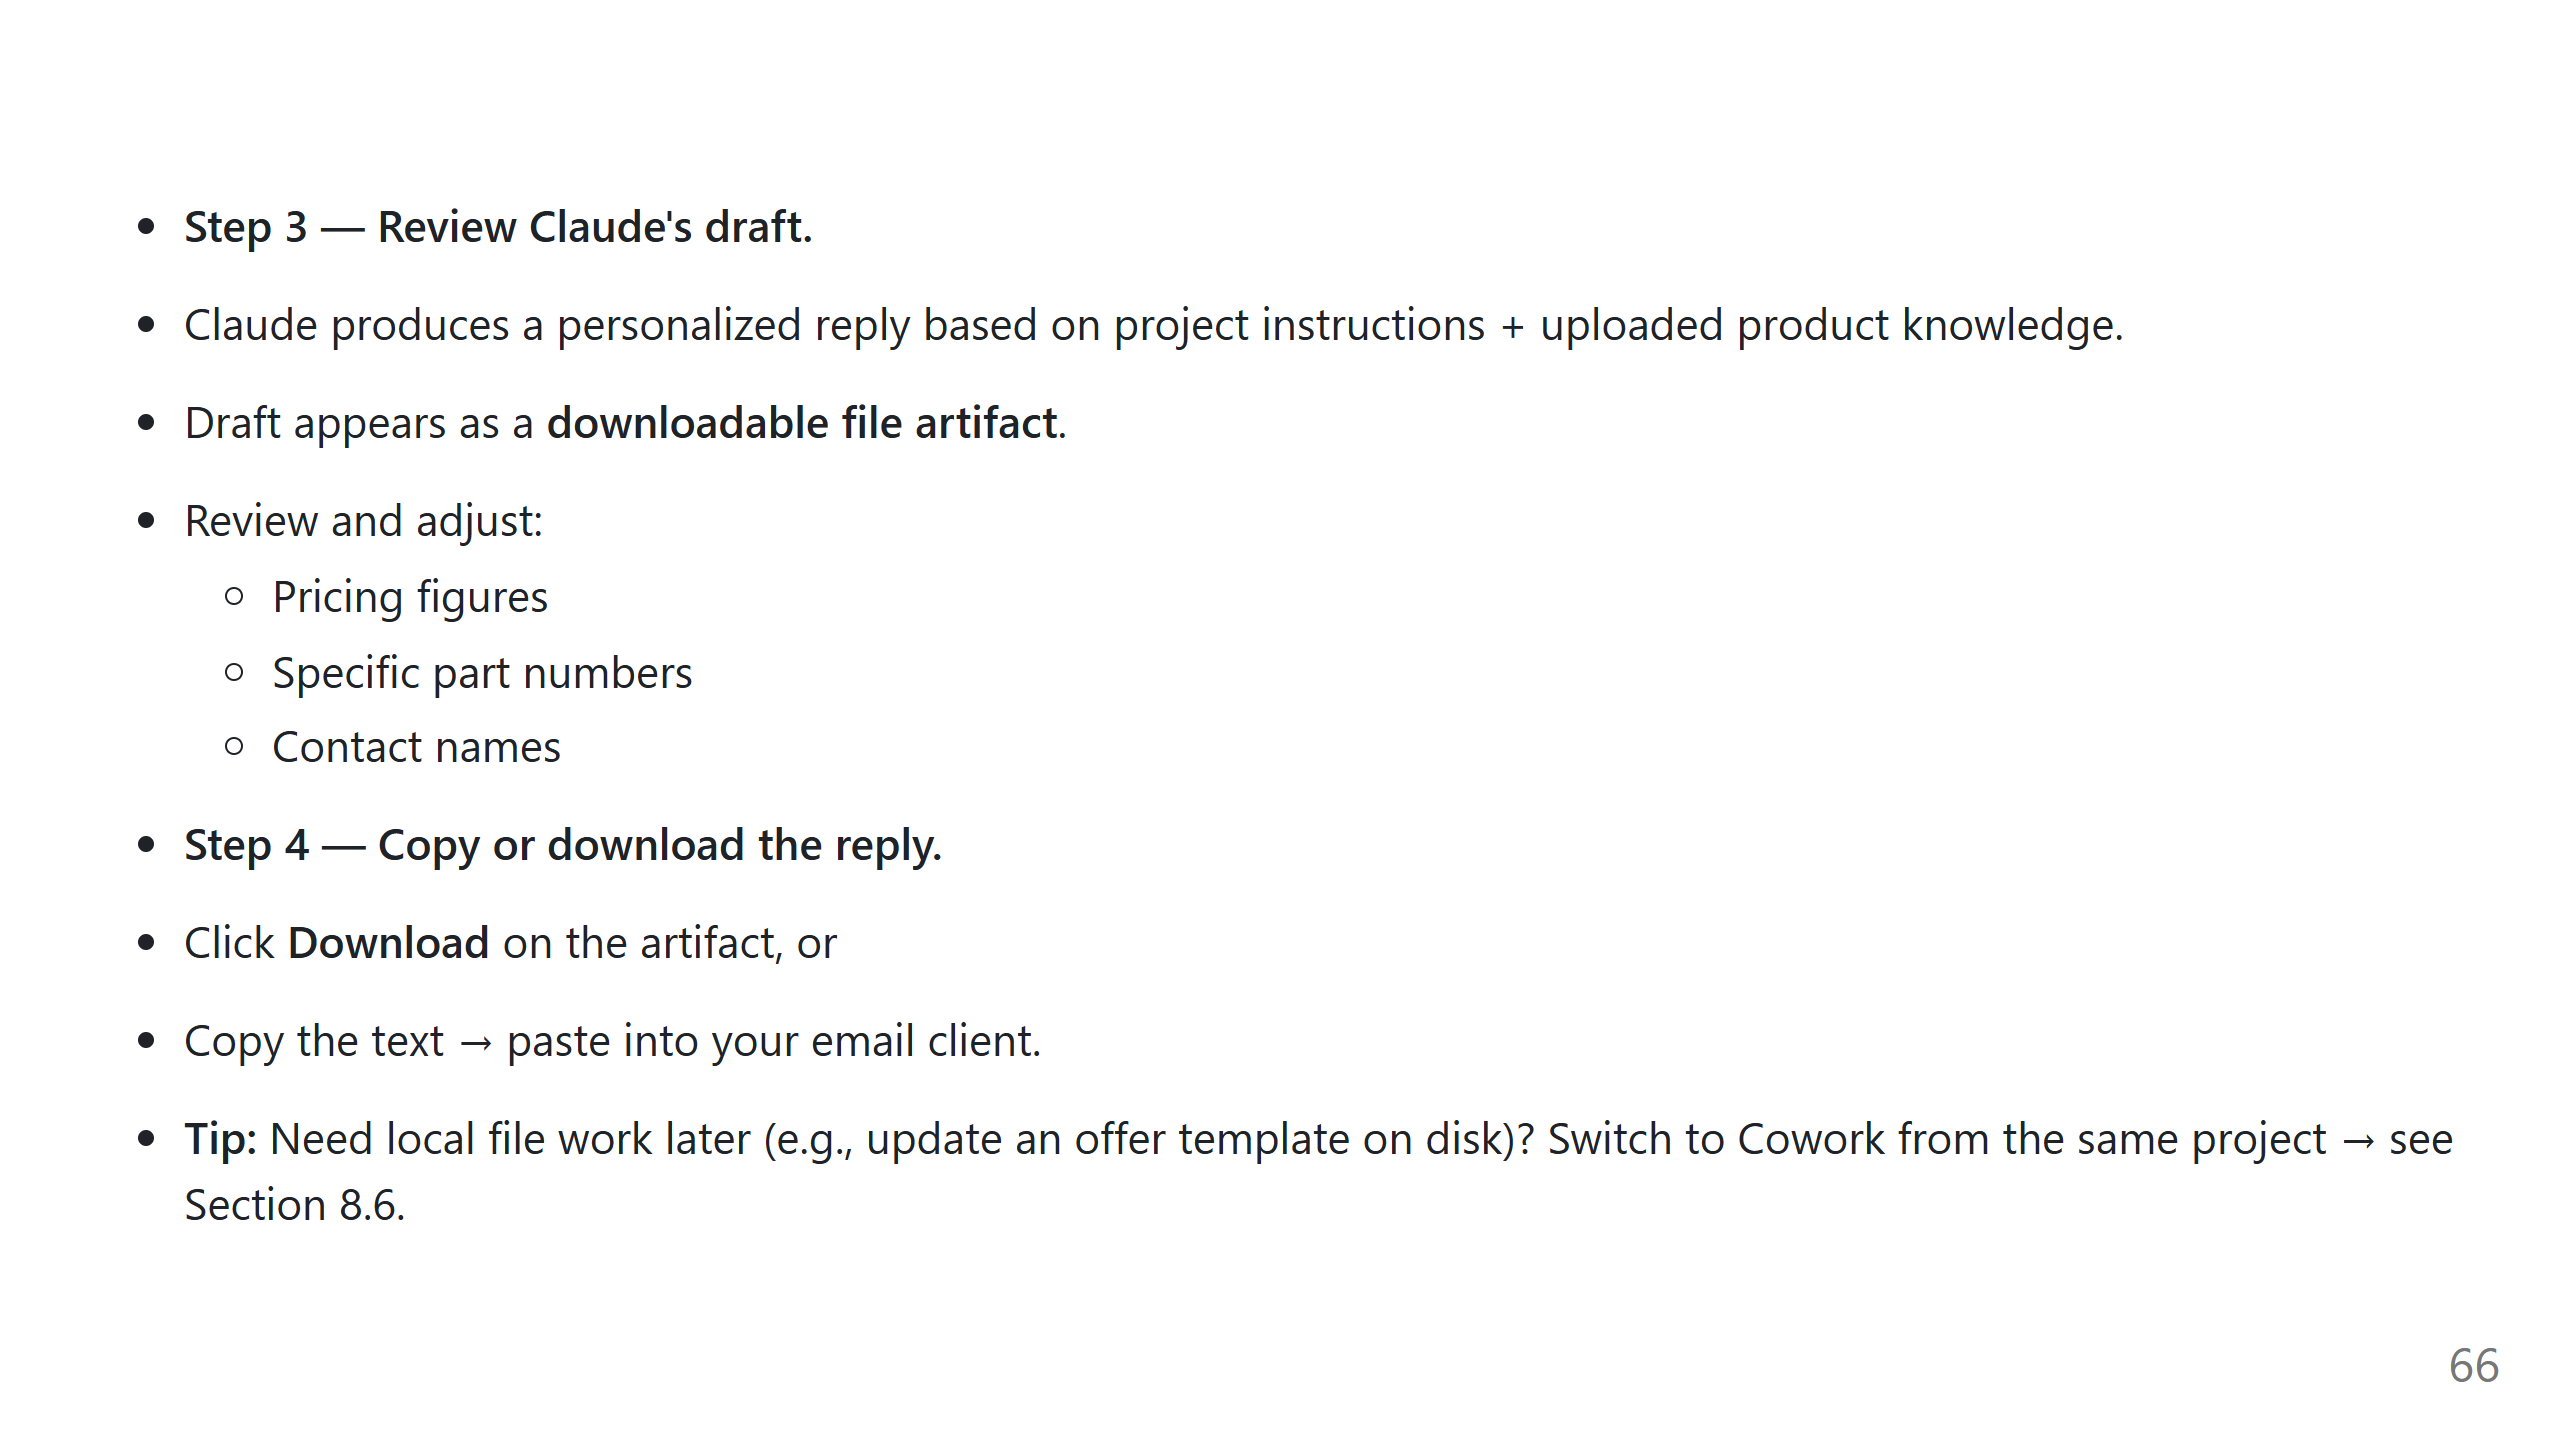 • Step 3 — Review Claude's draft.
• Claude produces a personalized reply based on project instructions + uploaded product knowledge.
• Draft appears as a downloadable file artifact.
• Review and adjust:
○ Pricing figures
○ Specific part numbers
○ Contact names
• Step 4 — Copy or download the reply.
• Click Download on the artifact, or
• Copy the text → paste into your email client.
• Tip: Need local file work later (e.g., update an offer template on disk)? Switch to Cowork from the same project → see
Section 8.6.
66